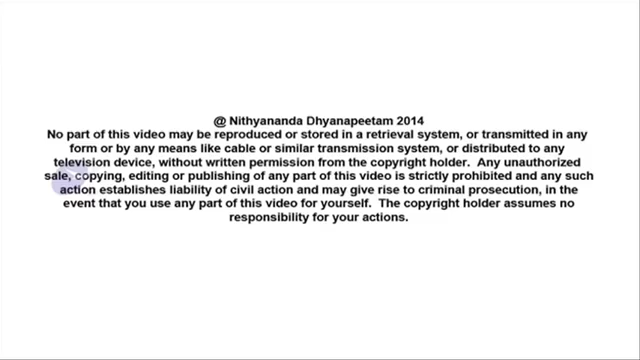 @ Nithyananda Dhyanapeetam 2014
No part of this video may be reproduced or stored in a retrieval system, or transmitted in any
form or by any means like cable or similar transmission system, or distributed to any
television device, without written permission from the copyright holder. Any unauthorized
sale, copying, editing or publishing of any part of this video is strictly prohibited and any such
action establishes liability of civil action and may give rise to criminal prosecution, in the
event that you use any part of this video for yourself. The copyright holder assumes no
responsibility for your actions.